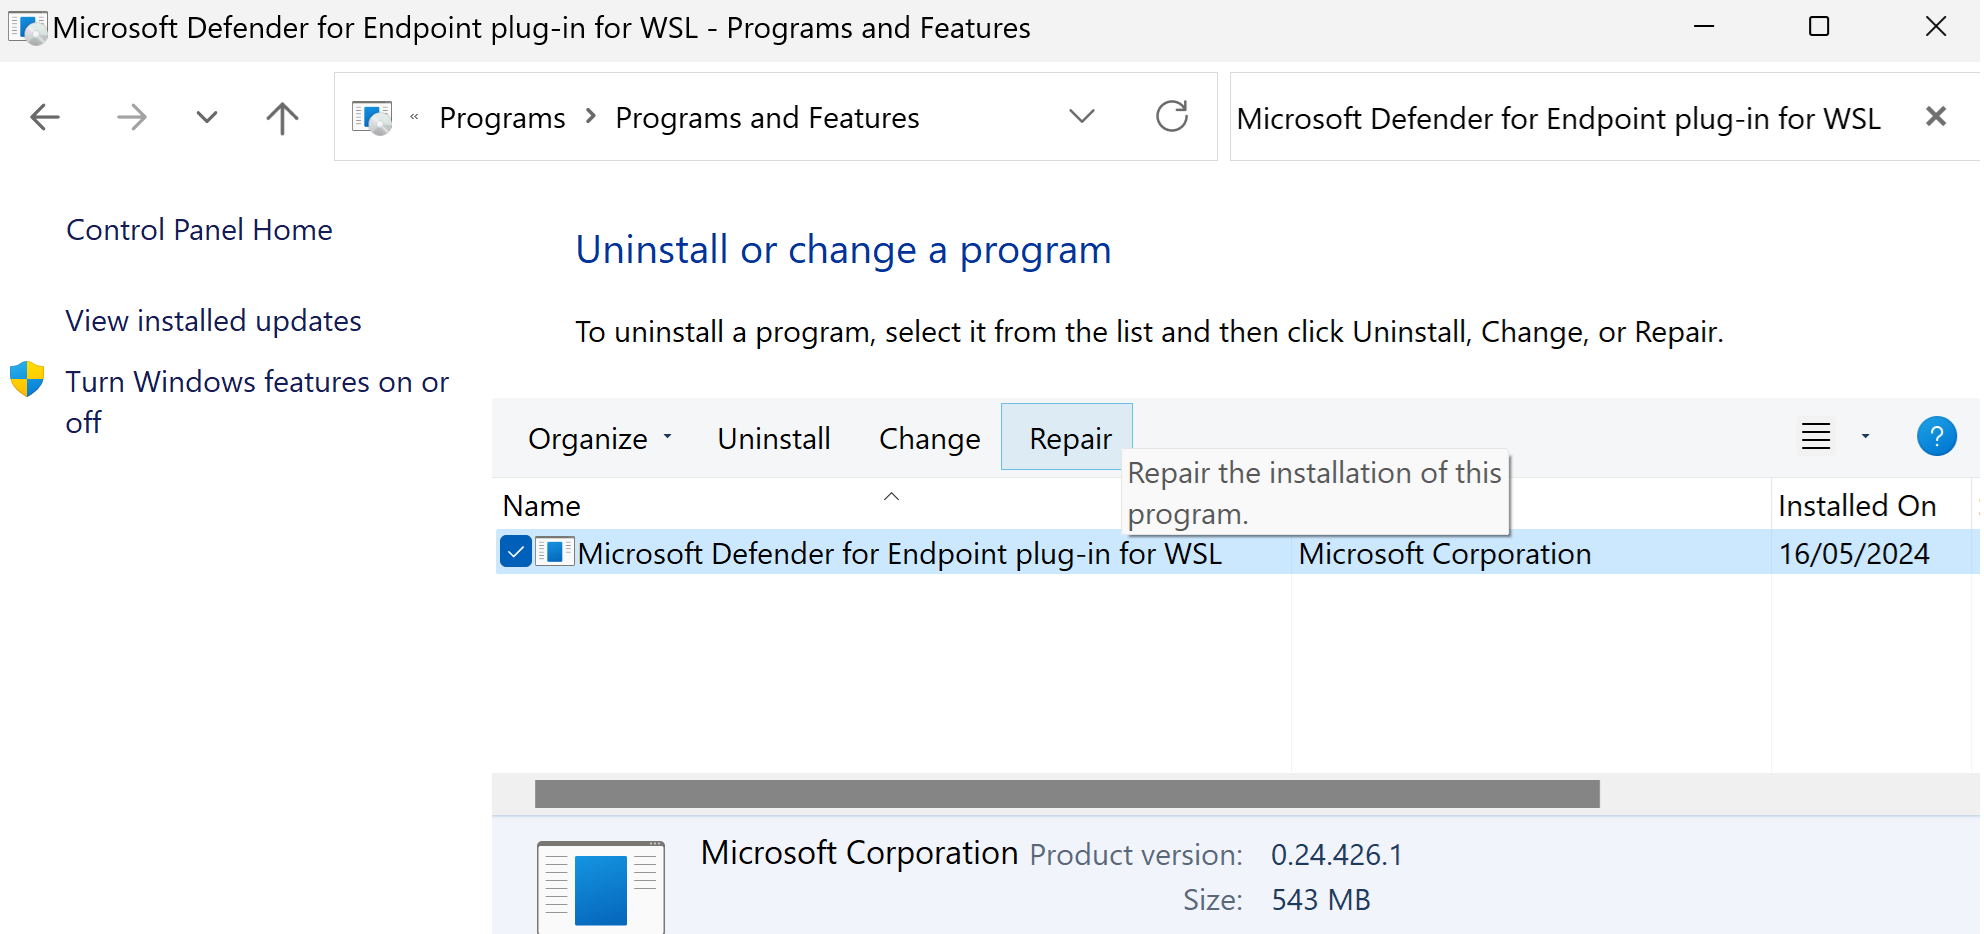 Microsoft Defender for Endpoint plug-in for WSL - Programs and Features
« Programs > Programs and Features
Microsoft Defender for Endpoint plug-in for WSL
Control Panel Home
View installed updates
Turn Windows features on or
off
Uninstall or change a program
To uninstall a program, select it from the list and then click Uninstall, Change, or Repair.
Organize Uninstall Change Repair
?
Repair the installation of this
program.
Name Installed On
Microsoft Defender for Endpoint plug-in for WSL Microsoft Corporation 16/05/2024
Microsoft Corporation Product version: 0.24.426.1
Size: 543 MB